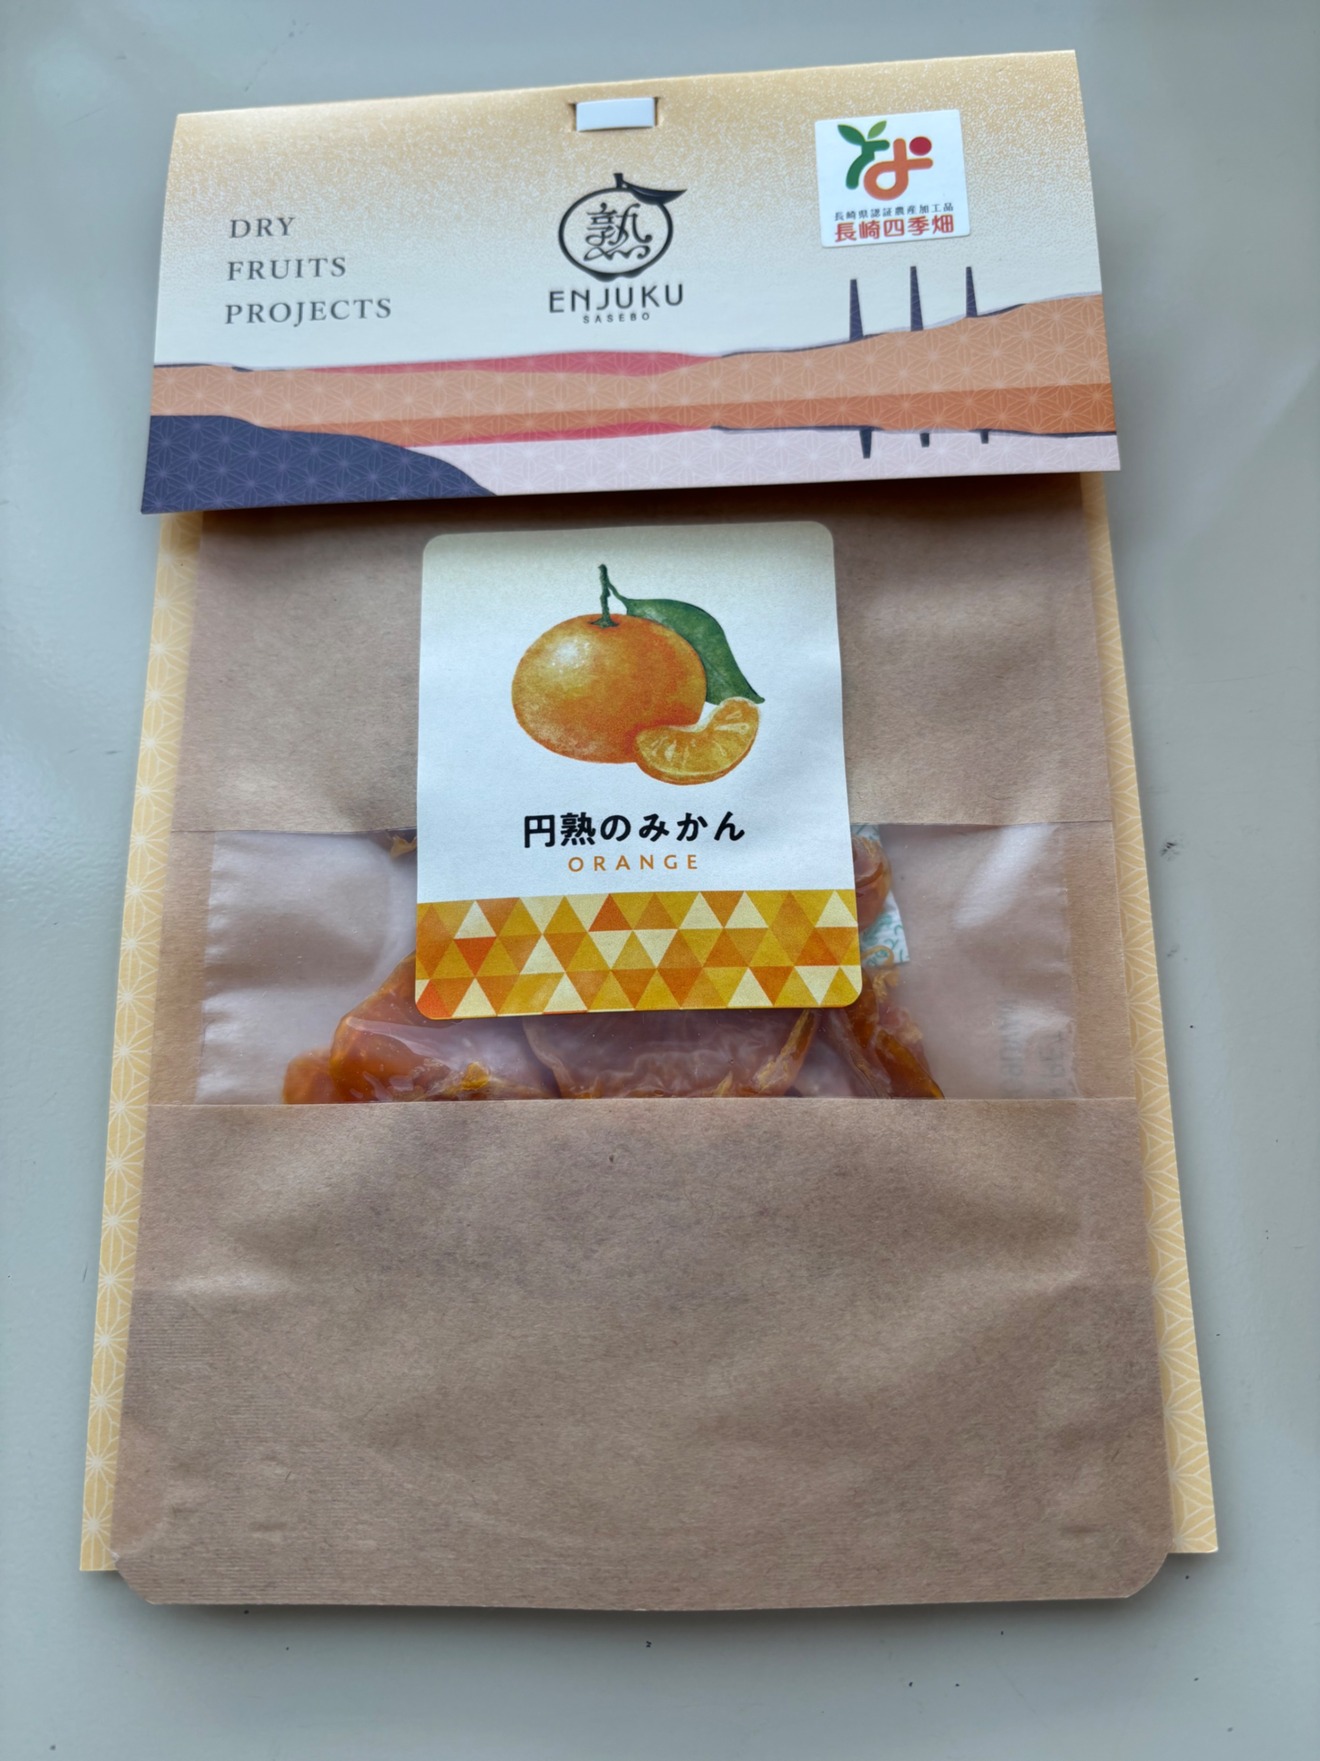 DRY
FRUITS
PROJECTS
熟
ENJUKU
SASEBO
長崎県認証農産加工品
長崎四季畑
円熟のみかん
ORANGE